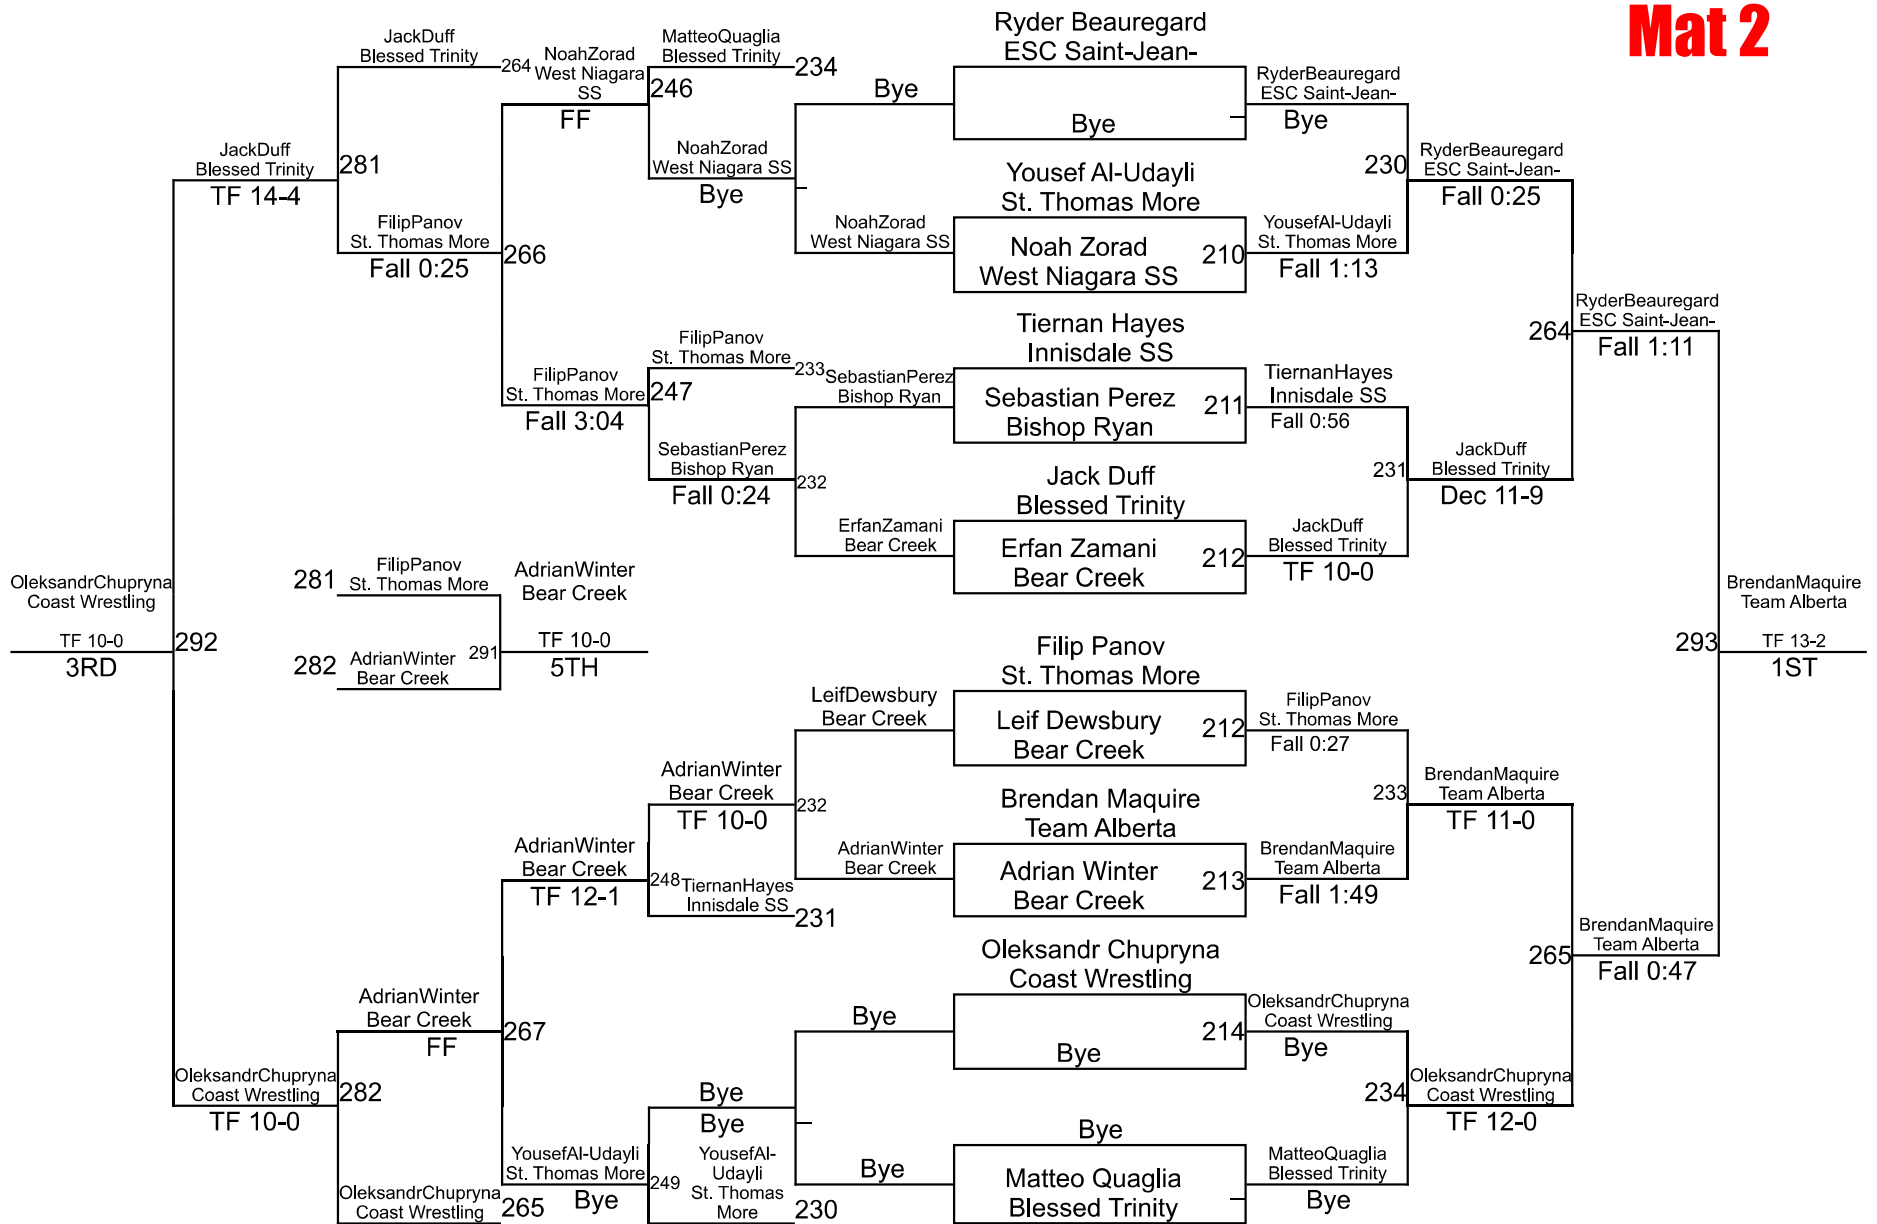 Mat 2
Ryder Beauregard
ESC Saint-Jean-
JackDuff
Blessed Trinity
264
NoahZorad
West Niagara
SS
FF
MatteoQuaglia
Blessed Trinity
234
246
Bye
Bye
RyderBeauregard
ESC Saint-Jean-
Bye
JackDuff
Blessed Trinity
TF 14-4
281
NoahZorad
West Niagara SS
Bye
Yousef Al-Udayli
St. Thomas More
230
RyderBeauregard
ESC Saint-Jean-
Fall 0:25
FilipPanov
St. Thomas More
Fall 0:25
266
NoahZorad
West Niagara SS
Noah Zorad
West Niagara SS
210
YousefAl-Udayli
St. Thomas More
Fall 1:13
Tiernan Hayes
Innisdale SS
264
RyderBeauregard
ESC Saint-Jean-
Fall 1:11
FilipPanov
St. Thomas More
233
FilipPanov
St. Thomas More
Fall 3:04
247
SebastianPerez
Bishop Ryan
Sebastian Perez
Bishop Ryan
211
TiernanHayes
Innisdale SS
Fall 0:56
SebastianPerez
Bishop Ryan
Fall 0:24
232
Jack Duff
Blessed Trinity
231
JackDuff
Blessed Trinity
Dec 11-9
ErfanZamani
Bear Creek
Erfan Zamani
Bear Creek
212
JackDuff
Blessed Trinity
TF 10-0
OleksandrChupryna
Coast Wrestling
TF 10-0
3RD
292
281
FilipPanov
St. Thomas More
282
AdrianWinter
Bear Creek
291
AdrianWinter
Bear Creek
TF 10-0
5TH
293
BrendanMaquire
Team Alberta
TF 13-2
1ST
Filip Panov
St. Thomas More
LeifDewsbury
Bear Creek
Leif Dewsbury
Bear Creek
212
FilipPanov
St. Thomas More
Fall 0:27
AdrianWinter
Bear Creek
TF 10-0
232
Brendan Maquire
Team Alberta
233
BrendanMaquire
Team Alberta
TF 11-0
AdrianWinter
Bear Creek
TF 12-1
248
TiernanHayes
Innisdale SS
231
AdrianWinter
Bear Creek
Adrian Winter
Bear Creek
213
BrendanMaquire
Team Alberta
Fall 1:49
Oleksandr Chupryna
Coast Wrestling
265
BrendanMaquire
Team Alberta
Fall 0:47
AdrianWinter
Bear Creek
FF
267
Bye
Bye
214
OleksandrChupryna
Coast Wrestling
Bye
OleksandrChupryna
Coast Wrestling
TF 10-0
282
Bye
Bye
Bye
234
OleksandrChupryna
Coast Wrestling
TF 12-0
OleksandrChupryna
Coast Wrestling
265
YousefAl-Udayli
St. Thomas More
Bye
249
YousefAl-
Udayli
St. Thomas
More
230
Bye
Matteo Quaglia
Blessed Trinity
MatteoQuaglia
Blessed Trinity
Bye